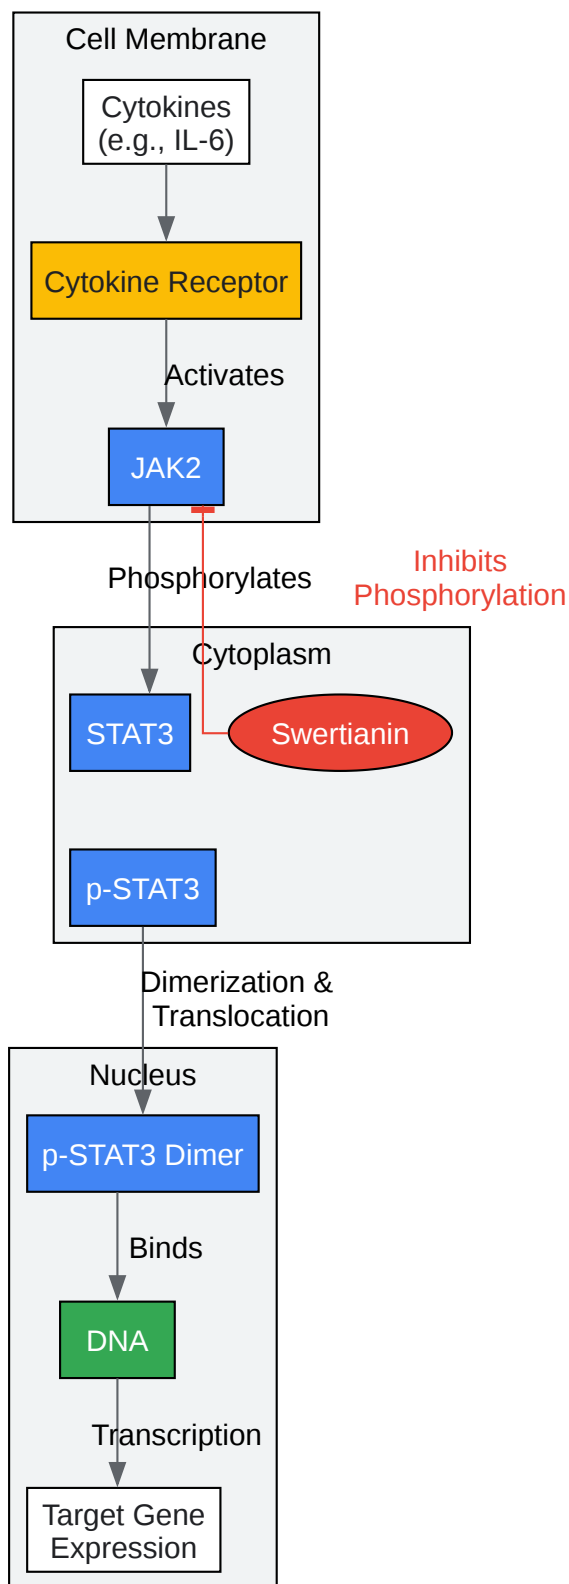 Cell Membrane
Cytokines
(e.g., IL-6)
Cytokine Receptor
Activates
JAK2
Phosphorylates
Inhibits
Phosphorylation
Cytoplasm
STAT3
Swertianin
p-STAT3
Dimerization &
Translocation
Nucleus
p-STAT3 Dimer
Binds
DNA
Transcription
Target Gene
Expression